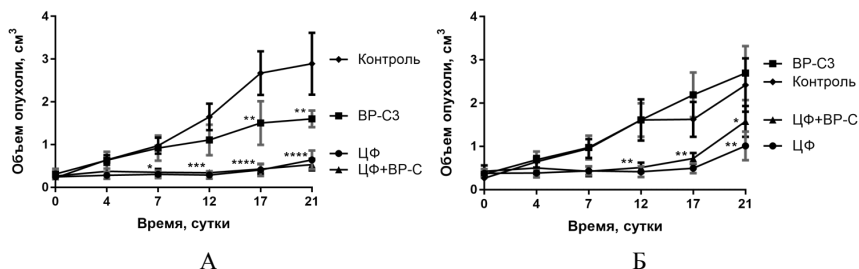 Объем опухоли, см³
4
3
2
1
0
0 4 7 12 17 21
Время, сутки
Контроль
ВР-С3
ЦФ
ЦФ+ВР-С
* *** ** **** ** ****
А
Объем опухоли, см³
4
3
2
1
0
0 4 7 12 17 21
Время, сутки
ВР-С3
Контроль
ЦФ+ВР-С
ЦФ
** ** * **
Б